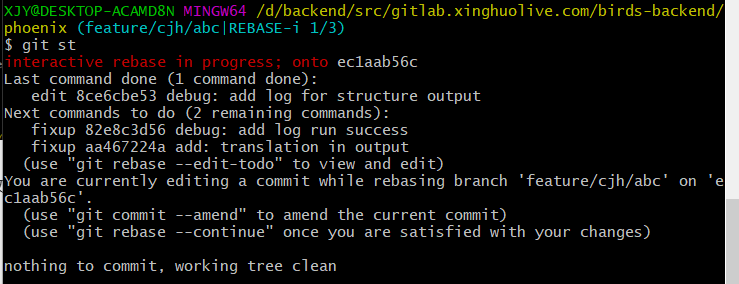 XJY@DESKTOP-ACAMD8N MINGW64 /d/backend/src/gitlab.xinghuolive.com/birds-backend/
phoenix (feature/cjh/abc|REBASE-i 1/3)
$ git st
interactive rebase in progress; onto ec1aab56c
Last command done (1 command done):
   edit 8ce6cbe53 debug: add log for structure output
Next commands to do (2 remaining commands):
   fixup 82e8c3d56 debug: add log run success
   fixup aa467224a add: translation in output
  (use "git rebase --edit-todo" to view and edit)
You are currently editing a commit while rebasing branch 'feature/cjh/abc' on 'e
c1aab56c'.
  (use "git commit --amend" to amend the current commit)
  (use "git rebase --continue" once you are satisfied with your changes)

nothing to commit, working tree clean